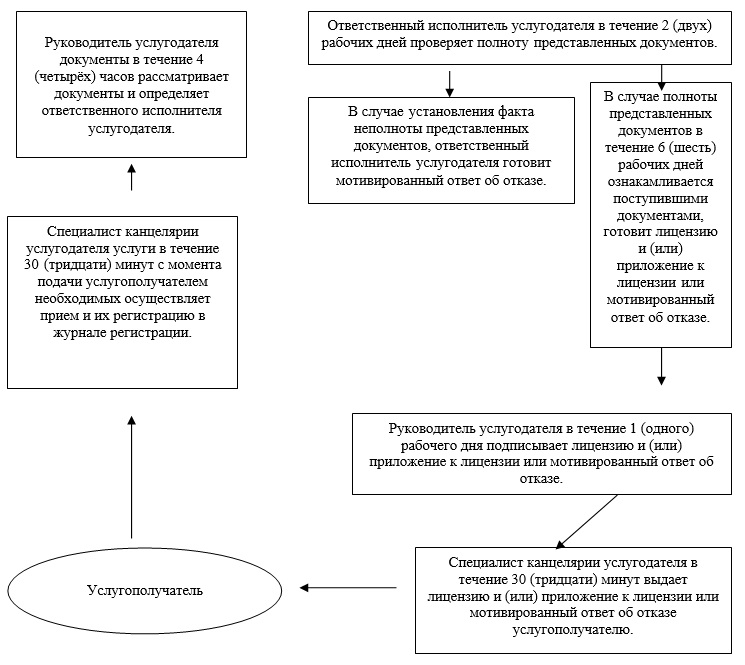 Руководитель услугодателя
документы в течение 4
(четырёх) часов рассматривает
документы и определяет
ответственного исполнителя
услугодателя.
Ответственный исполнитель услугодателя в течение 2 (двух)
рабочих дней проверяет полноту представленных документов.
В случае установления факта
неполноты представленных
документов, ответственный
исполнитель услугодателя готовит
мотивированный ответ об отказе.
В случае полноты
представленных
документов в
течение 6 (шесть)
рабочих дней
ознакамливается
поступившими
документами,
готовит лицензию
и (или)
приложение к
лицензии или
мотивированный
ответ об отказе.
Специалист канцелярии
услугодателя услуги в течение
30 (тридцати) минут с момента
подачи услугополучателем
необходимых осуществляет
прием и их регистрацию в
журнале регистрации.
Руководитель услугодателя в течение 1 (одного)
рабочего дня подписывает лицензию и (или)
приложение к лицензии или мотивированный ответ об
отказе.
Услугополучатель
Специалист канцелярии услугодателя в
течение 30 (тридцати) минут выдает
лицензию и (или) приложение к лицензии или
мотивированный ответ об отказе
услугополучателю.